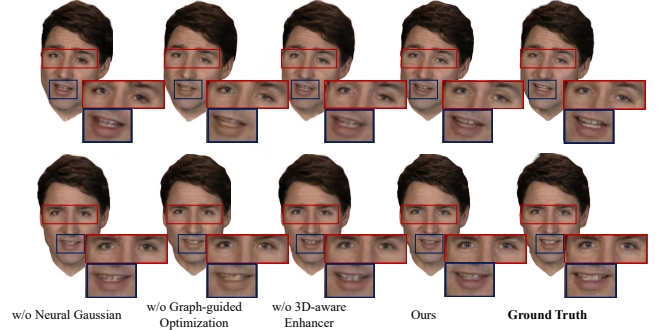 w/o Neural Gaussian
w/o Graph-guided
Optimization
w/o 3D-aware
Enhancer
Ours
Ground Truth